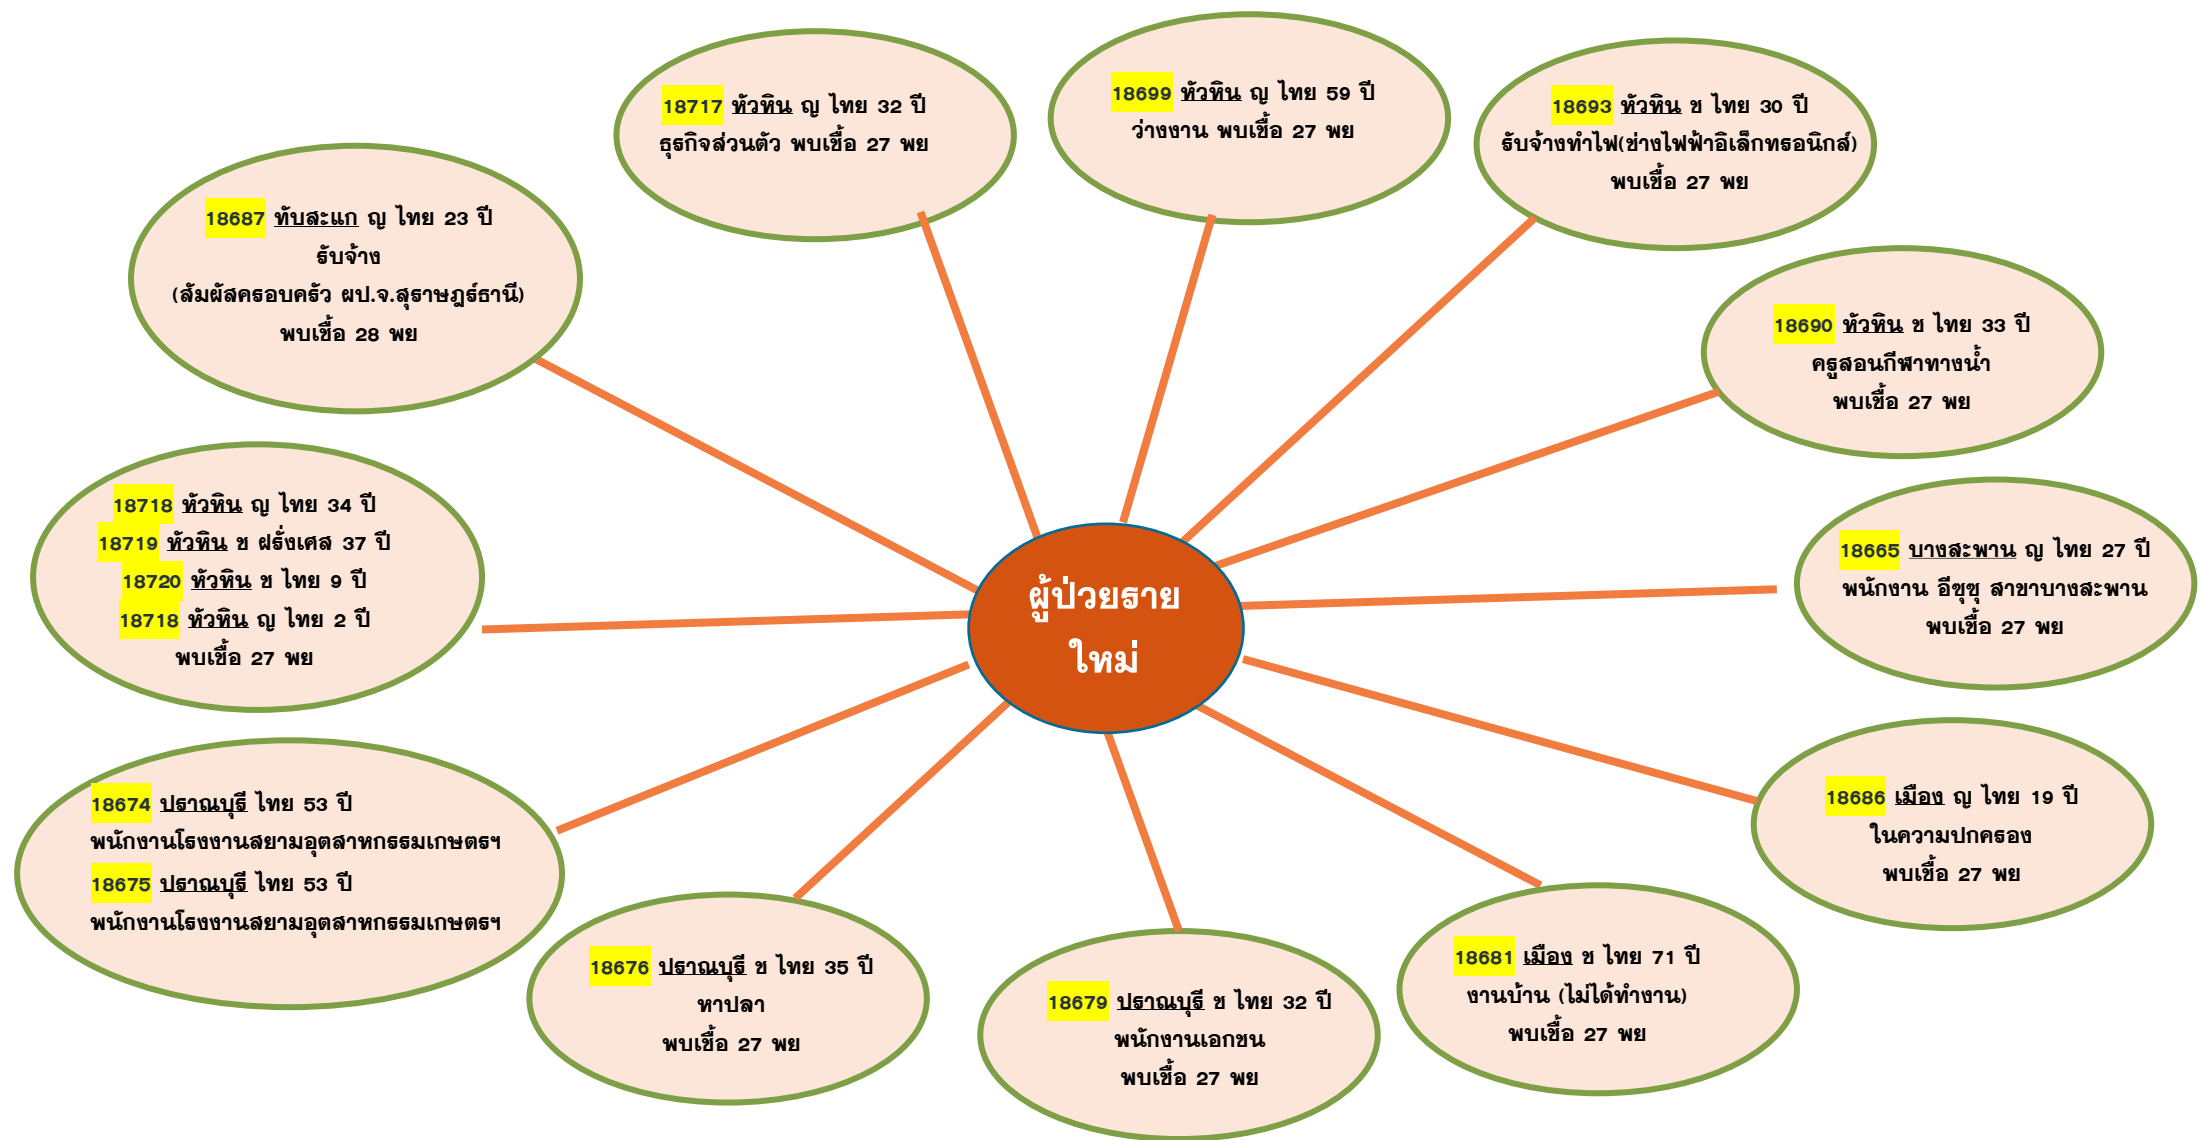 18717 หัวหิน ญ ไทย 32 ปี
ธุรกิจส่วนตัว พบเชื้อ 27 พย
18699 หัวหิน ญ ไทย 59 ปี
ว่างงาน พบเชื้อ 27 พย
18693 หัวหิน ช ไทย 30 ปี
รับจ้างทำไฟ(ช่างไฟฟ้าอิเล็กทรอนิกส์)
พบเชื้อ 27 พย
18687 ทับสะแก ญ ไทย 23 ปี
รับจ้าง
(สัมผัสครอบครัว ผป.จ.สุราษฎร์ธานี)
พบเชื้อ 28 พย
18690 หัวหิน ช ไทย 33 ปี
ครูสอนกีฬาทางน้ำ
พบเชื้อ 27 พย
18718 หัวหิน ญ ไทย 34 ปี
18719 หัวหิน ช ฝรั่งเศส 37 ปี
18720 หัวหิน ช ไทย 9 ปี
18718 หัวหิน ญ ไทย 2 ปี
พบเชื้อ 27 พย
18665 บางสะพาน ญ ไทย 27 ปี
พนักงาน อีซุซุ สาขาบางสะพาน
พบเชื้อ 27 พย
ผู้ป่วยราย
ใหม่
18674 ปราณบุรี ไทย 53 ปี
พนักงานโรงงานสยามอุตสาหกรรมเกษตรฯ
18675 ปราณบุรี ไทย 53 ปี
พนักงานโรงงานสยามอุตสาหกรรมเกษตรฯ
18686 เมือง ญ ไทย 19 ปี
ในความปกครอง
พบเชื้อ 27 พย
18676 ปราณบุรี ช ไทย 35 ปี
หาปลา
พบเชื้อ 27 พย
18679 ปราณบุรี ช ไทย 32 ปี
พนักงานเอกชน
พบเชื้อ 27 พย
18681 เมือง ช ไทย 71 ปี
งานบ้าน (ไม่ได้ทำงาน)
พบเชื้อ 27 พย